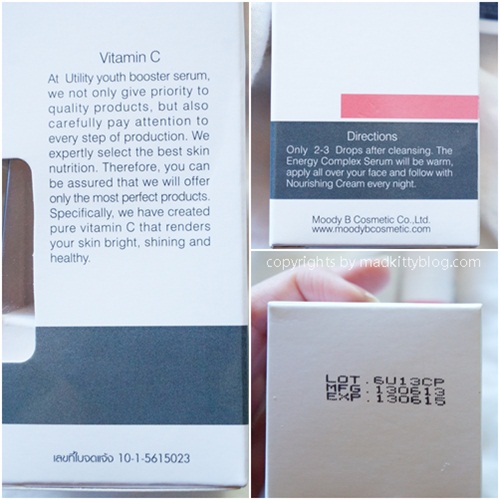 Vitamin C
At Utility youth booster serum,
we not only give priority to
quality products, but also
carefully pay attention to
every step of production. We
expertly select the best skin
nutrition. Therefore, you can
be assured that we will offer
only the most perfect products.
Specifically, we have created
pure vitamin C that renders
your skin bright, shining and
healthy.
เลขที่ใบจดแจ้ง 10-1-5615023
Directions
Only 2-3 Drops after cleansing. The
Energy Complex Serum will be warm,
apply all over your face and follow with
Nourishing Cream every night.
Moody B Cosmetic Co.,Ltd.
www.moodybcosmetic.com
copyrights by madkittyblog.com
LOT.6U13CP
MFG.130613
EXP.130615